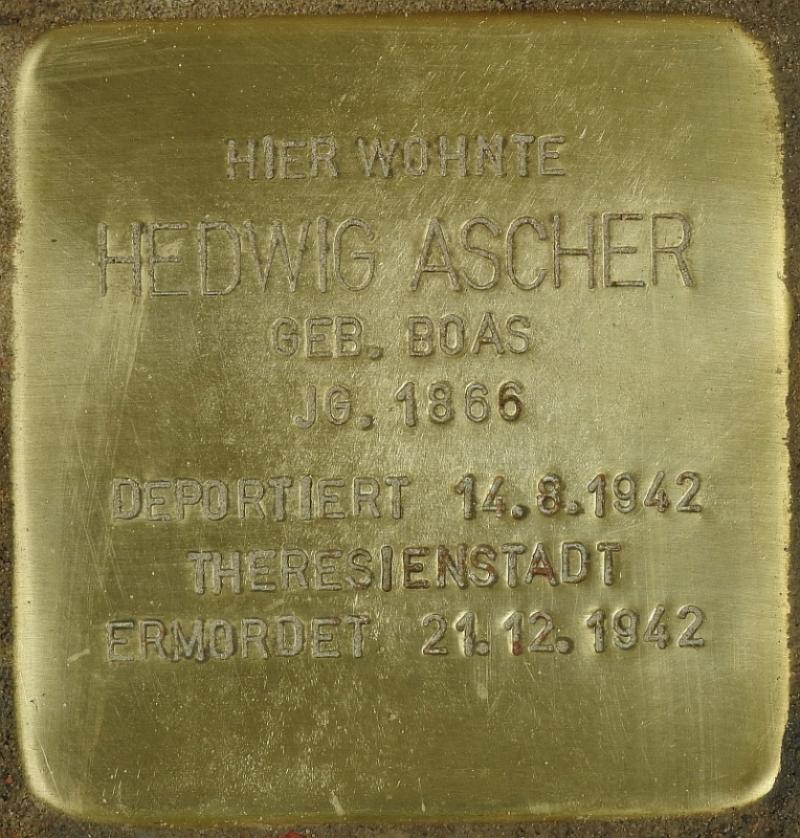 HIER WOHNTE
HEDWIG ASCHER
GEB. BOAS
JG. 1866
DEPORTIERT 14.8.1942
THERESIENSTADT
ERMORDET 21.12.1942